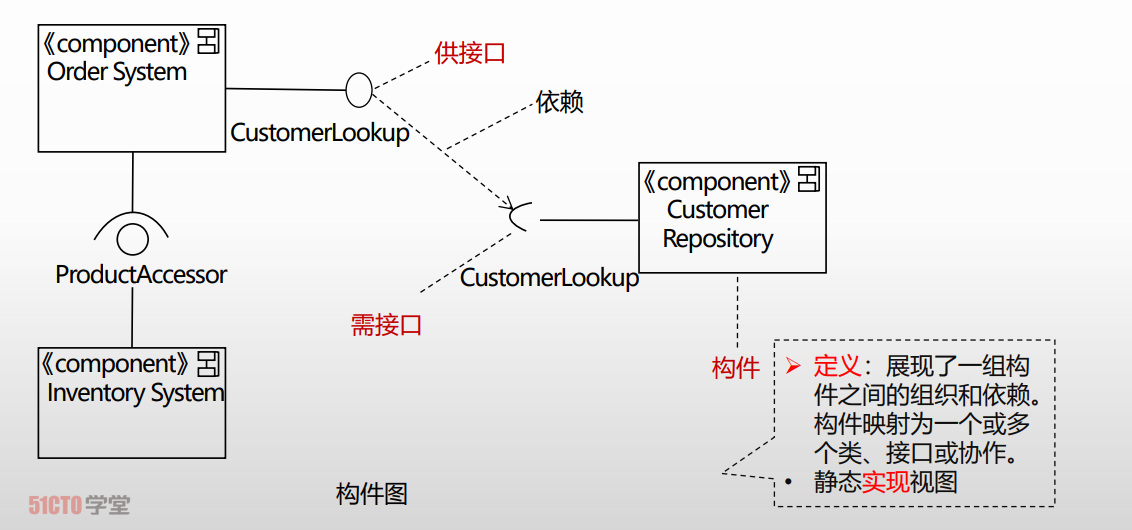 《component》
Order System
供接口
依赖
CustomerLookup
《component》
Customer
Repository
ProductAccessor
CustomerLookup
需接口
《component》
Inventory System
构件
定义：展现了一组构
件之间的组织和依赖。
构件映射为一个或多
个类、接口或协作。
静态实现视图
构件图
51CTO学堂